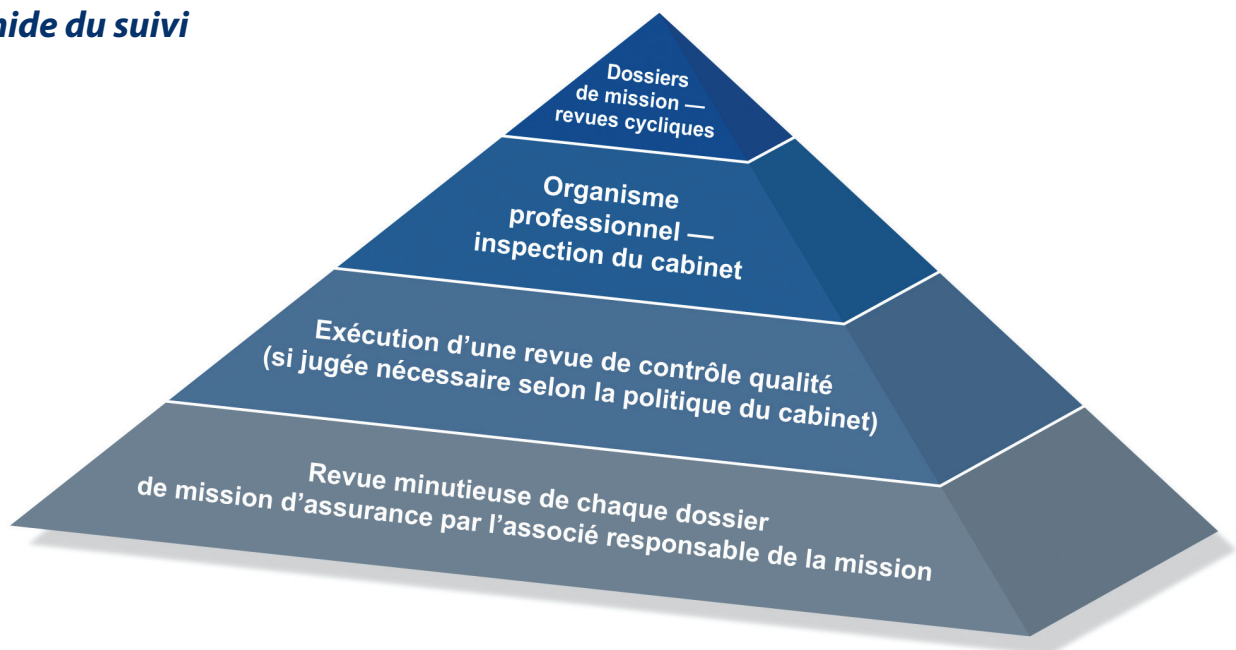 du suivi
Dossiers
de mission —
revues cycliques
Organisme
professionnel —
inspection du cabinet
Exécution d’une revue de contrôle qualité
(si jugée nécessaire selon la politique du cabinet)
Revue minutieuse de chaque dossier
de mission d’assurance par l’associé responsable de la mission